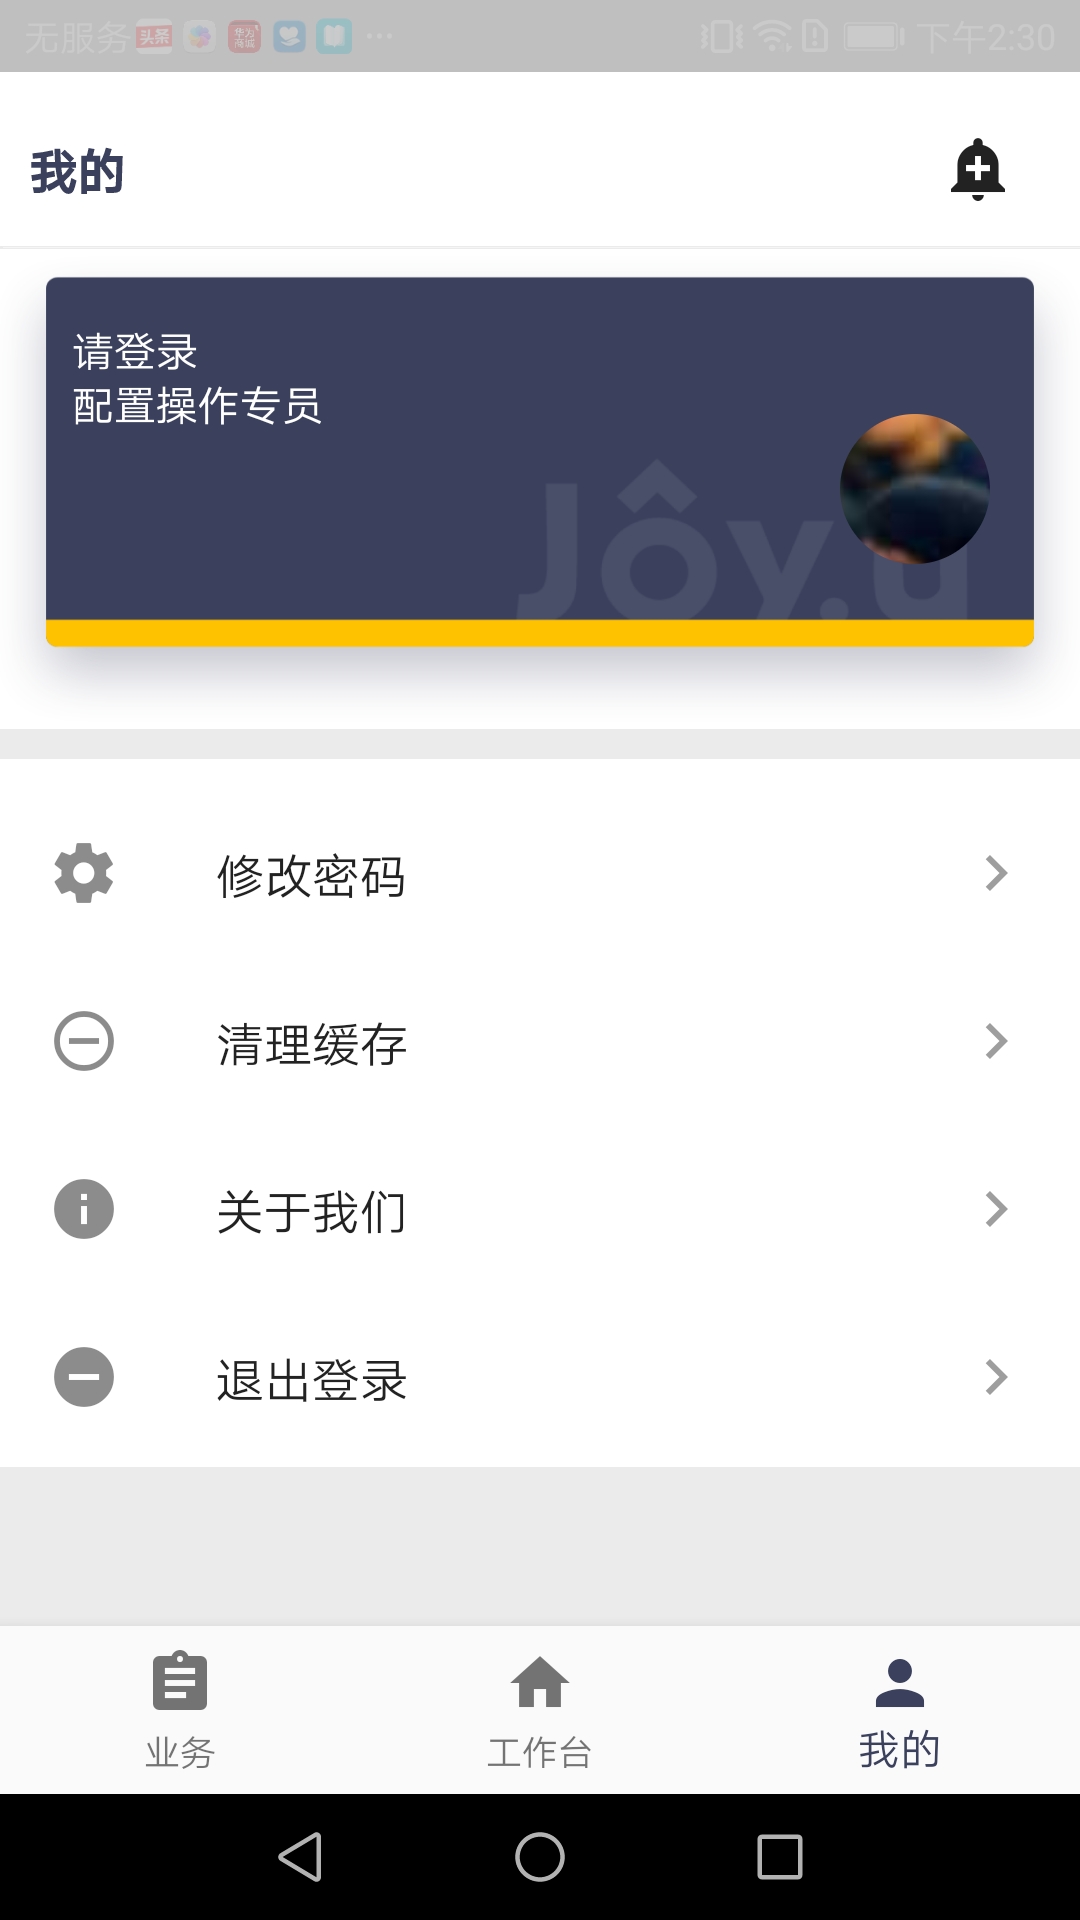 无服务 头条 华为商城 下午2:30
我的
请登录
配置操作专员
Jôy.u
修改密码
清理缓存
关于我们
退出登录
业务 工作台 我的